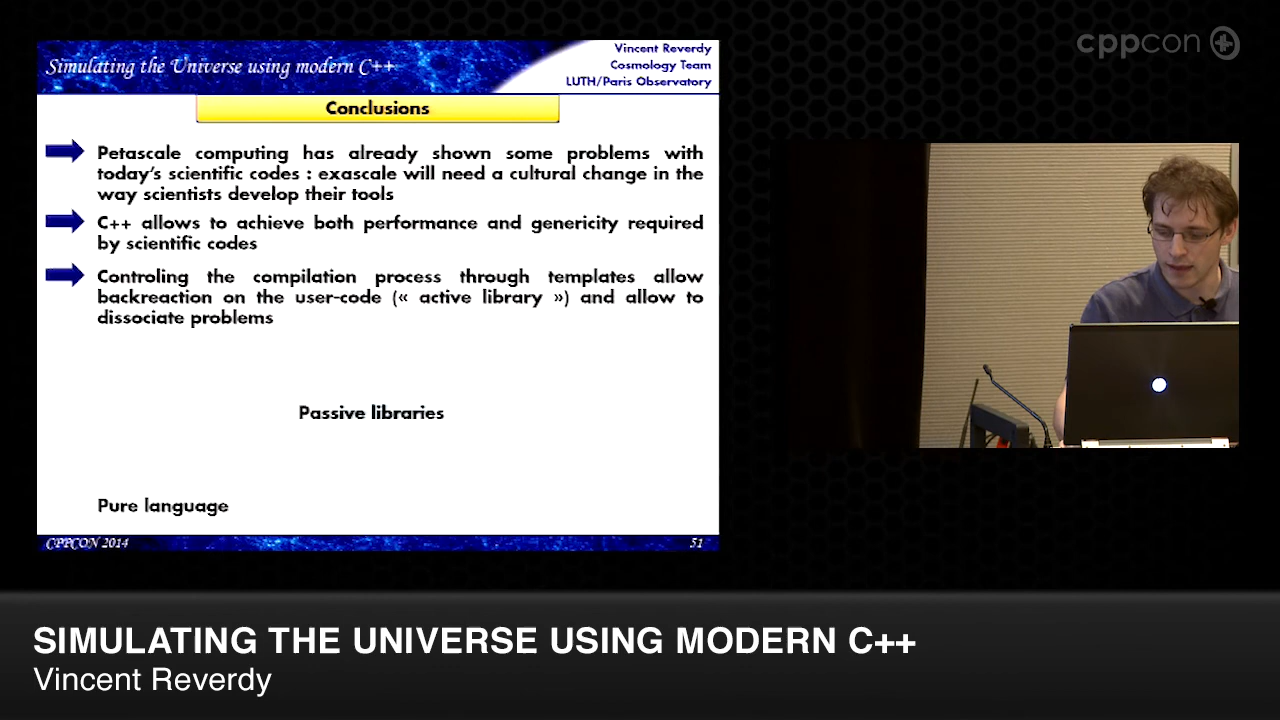 cppcon
Simulating the Universe using modern C++
Vincent Reverdy
Cosmology Team
LUTH/Paris Observatory
Conclusions
Petascale computing has already shown some problems with
today's scientific codes : exascale will need a cultural change in the
way scientists develop their tools
C++ allows to achieve both performance and genericity required
by scientific codes
Controling the compilation process through templates allow
backreaction on the user-code (« active library ») and allow to
dissociate problems
Passive libraries
Pure language
CPPCON 2014
51
SIMULATING THE UNIVERSE USING MODERN C++
Vincent Reverdy